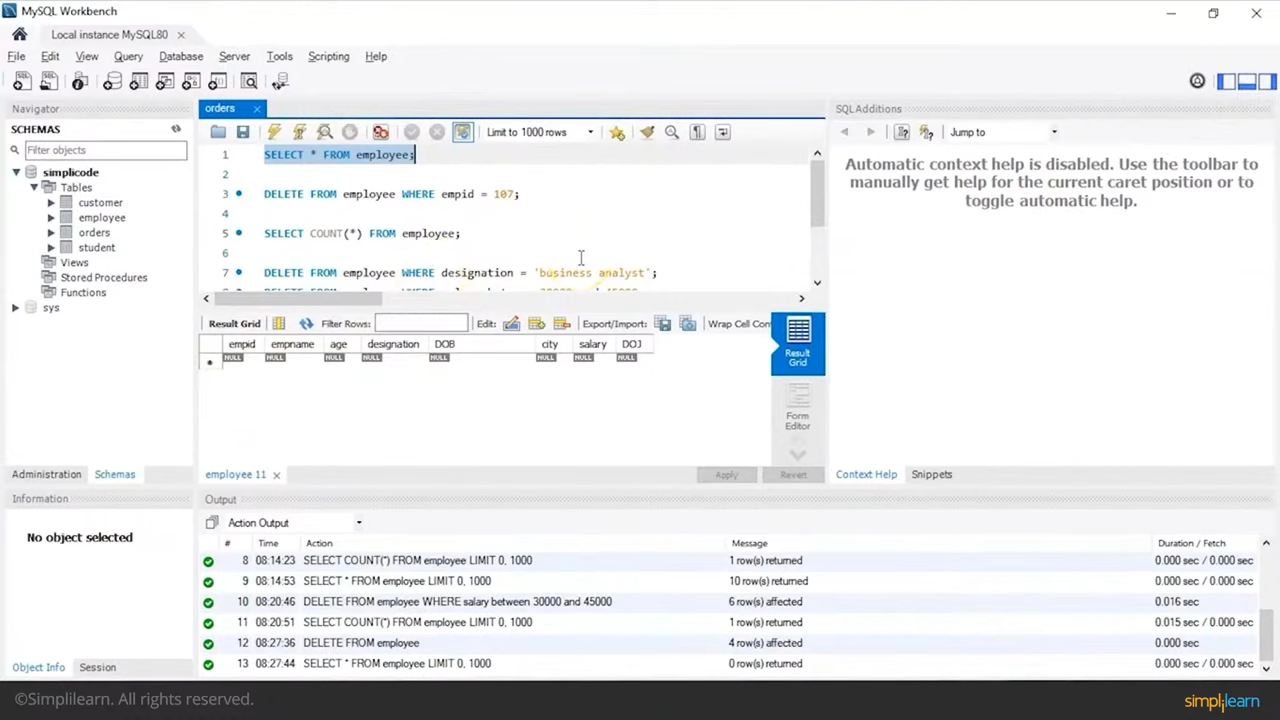 MySQL Workbench
Local instance MySQL80
File Edit View Query Database Server Tools Scripting Help
Navigator
SCHEMAS
Filter objects
simplicode
Tables
customer
employee
orders
student
Views
Stored Procedures
Functions
sys
Administration Schemas
Information
No object selected
Object Info Session
orders
Limit to 1000 rows
1 SELECT * FROM employee;
2
3 DELETE FROM employee WHERE empid = 107;
4
5 SELECT COUNT(*) FROM employee;
6
7 DELETE FROM employee WHERE designation = 'business analyst';
Result Grid Filter Rows: Edit: Export/Import: Wrap Cell Con
empid empname age designation DOB city salary DOJ
NULL NULL NULL NULL NULL NULL NULL NULL
Result Grid
Form Editor
employee 11 Apply Revert
SQLAdditions
Jump to
Automatic context help is disabled. Use the toolbar to
manually get help for the current caret position or to
toggle automatic help.
Context Help Snippets
Output
Action Output
# Time Action Message Duration / Fetch
8 08:14:23 SELECT COUNT(*) FROM employee LIMIT 0, 1000 1 row(s) returned 0.000 sec / 0.000 sec
9 08:14:53 SELECT * FROM employee LIMIT 0, 1000 10 row(s) returned 0.000 sec / 0.000 sec
10 08:20:46 DELETE FROM employee WHERE salary between 30000 and 45000 6 row(s) affected 0.016 sec
11 08:20:51 SELECT COUNT(*) FROM employee LIMIT 0, 1000 1 row(s) returned 0.015 sec / 0.000 sec
12 08:27:36 DELETE FROM employee 4 row(s) affected 0.000 sec
13 08:27:44 SELECT * FROM employee LIMIT 0, 1000 0 row(s) returned 0.000 sec / 0.000 sec
©Simplilearn. All rights reserved.
simplilearn